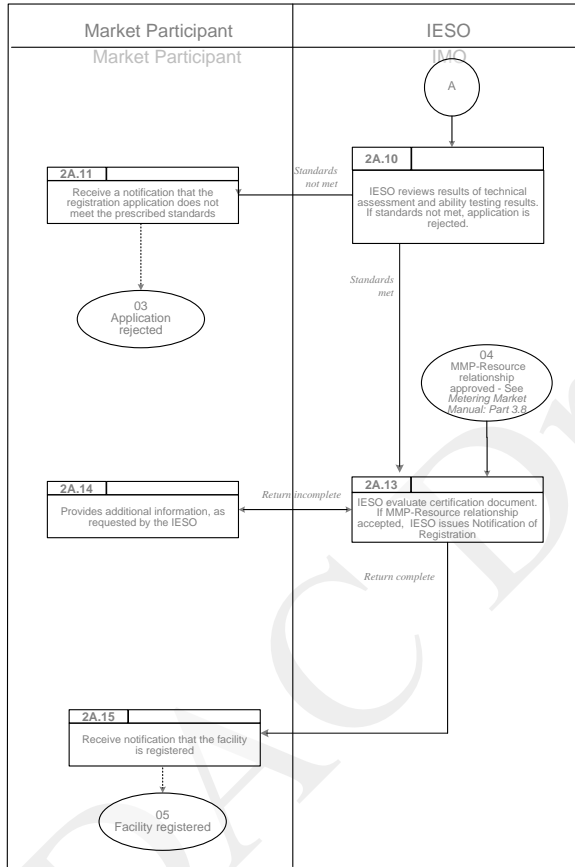 Market Participant
IESO
Market Participant
IMO
A
2A.10
IESO reviews results of technical
assessment and ability testing results.
If standards not met, application is
rejected.
Standards
not met
2A.11
Receive a notification that the
registration application does not
meet the prescribed standards
03
Application
rejected
Standards
met
04
MMP-Resource
relationship
approved - See
Metering Market
Manual: Part 3.8
2A.13
IESO evaluate certification document.
If MMP-Resource relationship
accepted, IESO issues Notification of
Registration
Return incomplete
2A.14
Provides additional information, as
requested by the IESO
Return complete
2A.15
Receive notification that the facility
is registered
05
Facility registered
DAC Dr